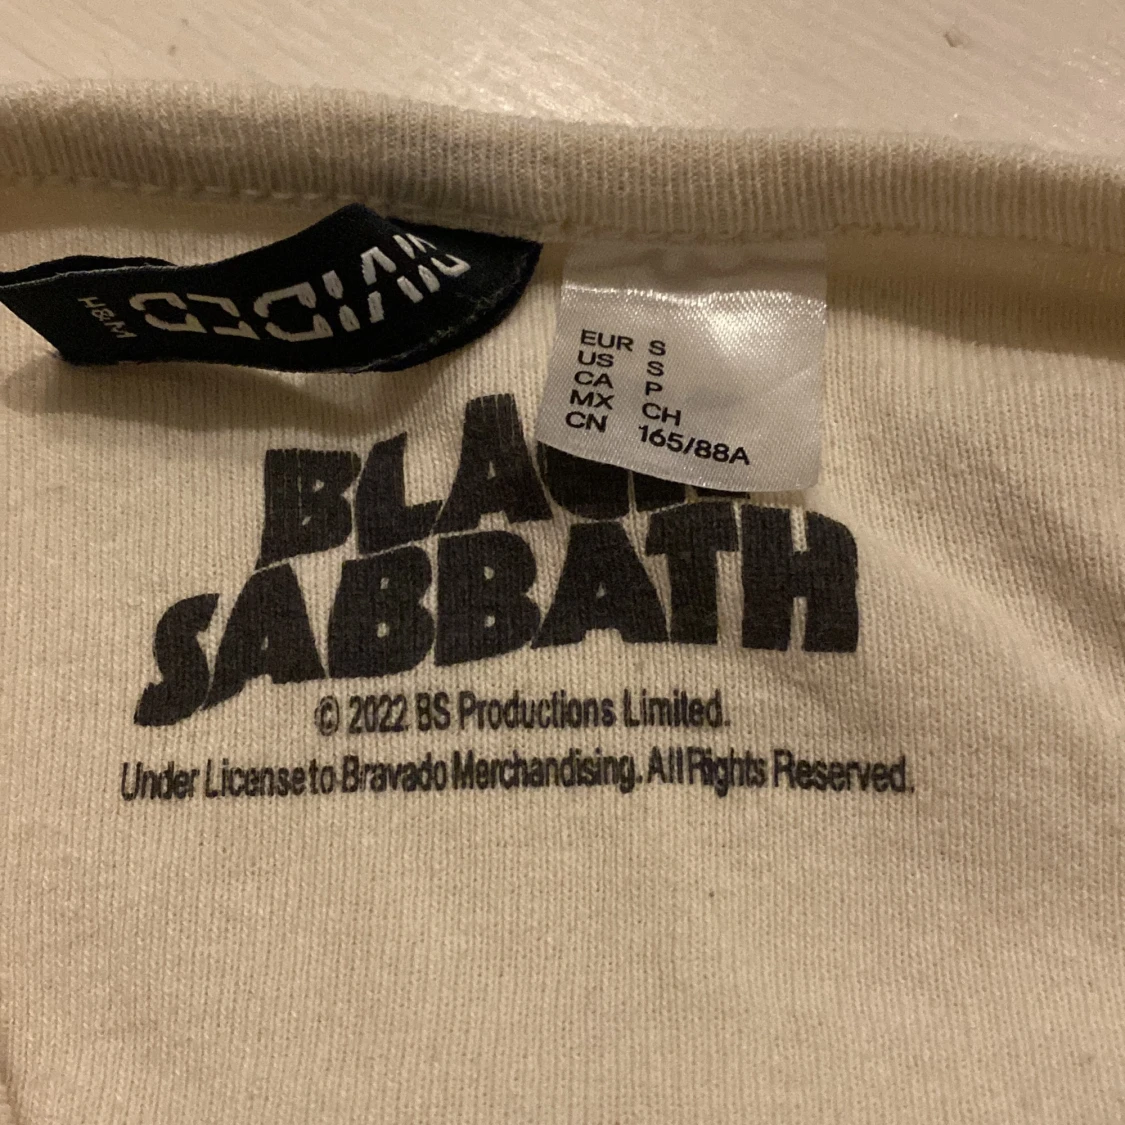 H&M
DIVIDED
EUR S
US S
CA P
MX CH
CN 165/88A
BLACK
SABBATH
© 2022 BS Productions Limited.
Under License to Bravado Merchandising. All Rights Reserved.